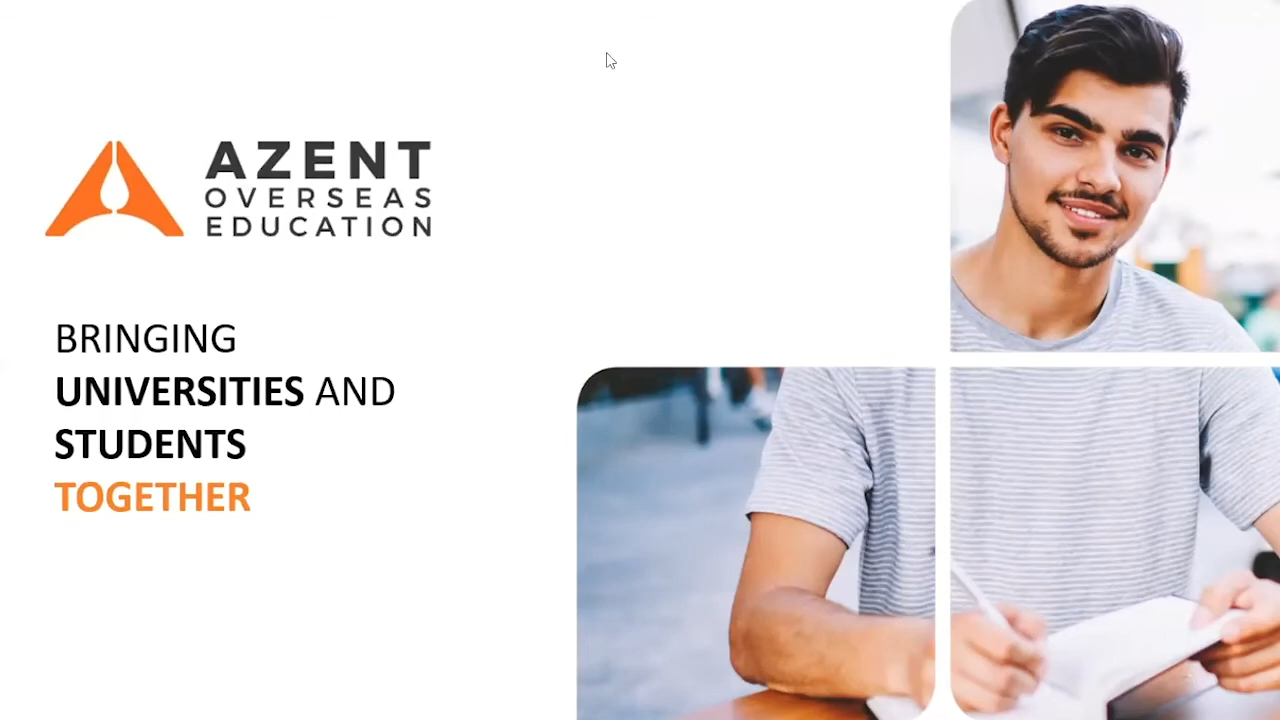 AZENT
OVERSEAS
EDUCATION
BRINGING
UNIVERSITIES AND
STUDENTS
TOGETHER